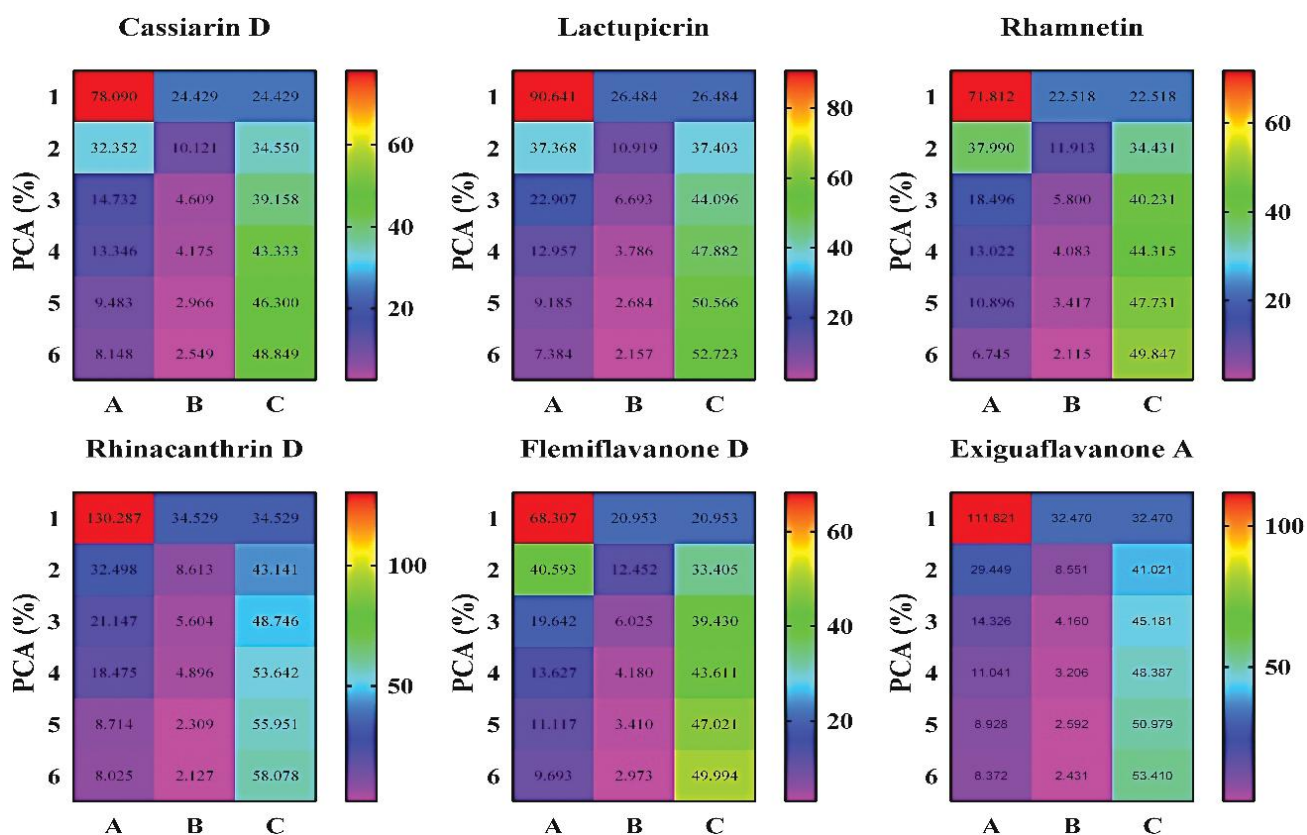 Cassiarin D Lactupicrin Rhamnetin
1 78.090 24.429 24.429
2 32.352 10.121 34.550
3 14.732 4.609 39.158
4 13.346 4.175 43.333
5 9.483 2.966 46.300
6 8.148 2.549 48.849
A B C
PCA (%)
60
40
20
1 90.641 26.484 26.484
2 37.368 10.919 37.403
3 22.907 6.693 44.096
4 12.957 3.786 47.882
5 9.185 2.684 50.566
6 7.384 2.157 52.723
A B C
80
60
40
20
PCA (%)
1 71.812 22.518 22.518
2 37.990 11.913 34.431
3 18.496 5.800 40.231
4 13.022 4.083 44.315
5 10.896 3.417 47.731
6 6.745 2.115 49.847
A B C
60
40
20
Rhinacanthrin D Flemiflavanone D Exiguaflavanone A
PCA (%)
1 130.287 34.529 34.529
2 32.498 8.613 43.141
3 21.147 5.604 48.746
4 18.475 4.896 53.642
5 8.714 2.309 55.951
6 8.025 2.127 58.078
A B C
100
50
1 68.307 20.953 20.953
2 40.593 12.452 33.405
3 19.642 6.025 39.430
4 13.627 4.180 43.611
5 11.117 3.410 47.021
6 9.693 2.973 49.994
A B C
60
40
20
PCA (%)
1 111.821 32.470 32.470
2 29.449 8.551 41.021
3 14.326 4.160 45.181
4 11.041 3.206 48.387
5 8.928 2.592 50.979
6 8.372 2.431 53.410
A B C
100
50